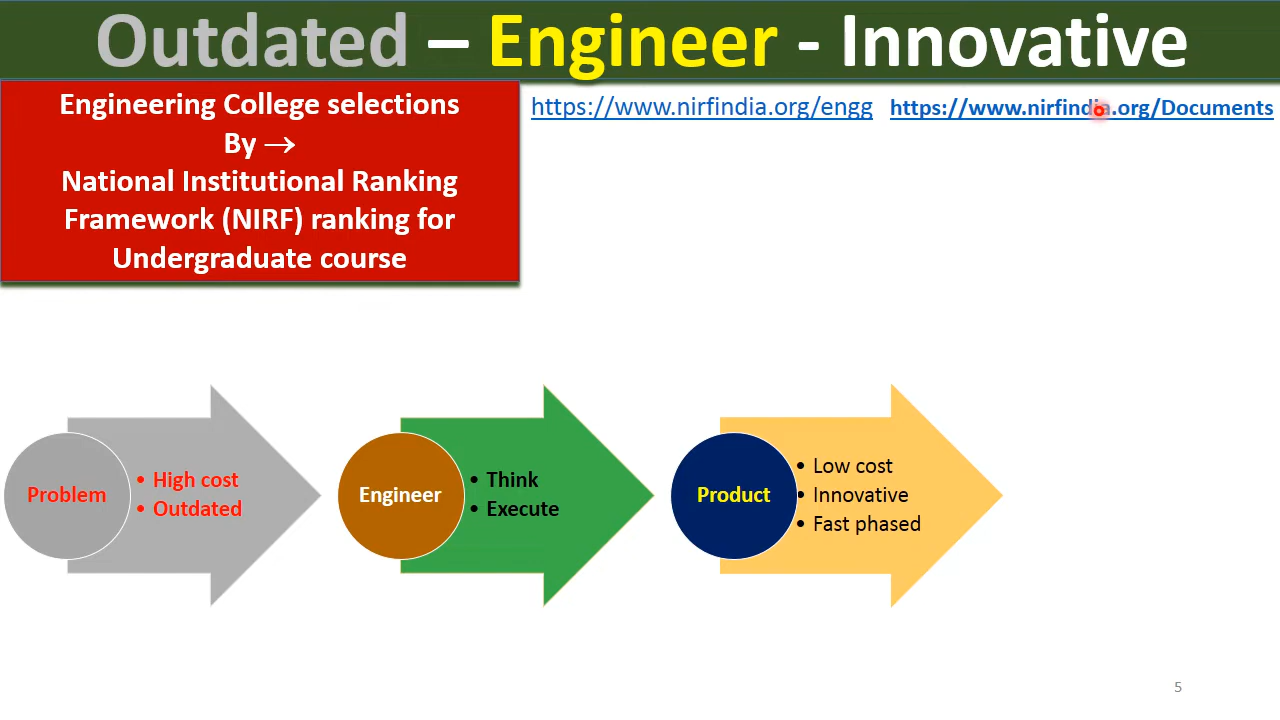 Outdated – Engineer - Innovative
Engineering College selections
By →
National Institutional Ranking
Framework (NIRF) ranking for
Undergraduate course
https://www.nirfindia.org/engg
https://www.nirfindia.org/Documents
Problem
• High cost
• Outdated
Engineer
• Think
• Execute
Product
• Low cost
• Innovative
• Fast phased
5